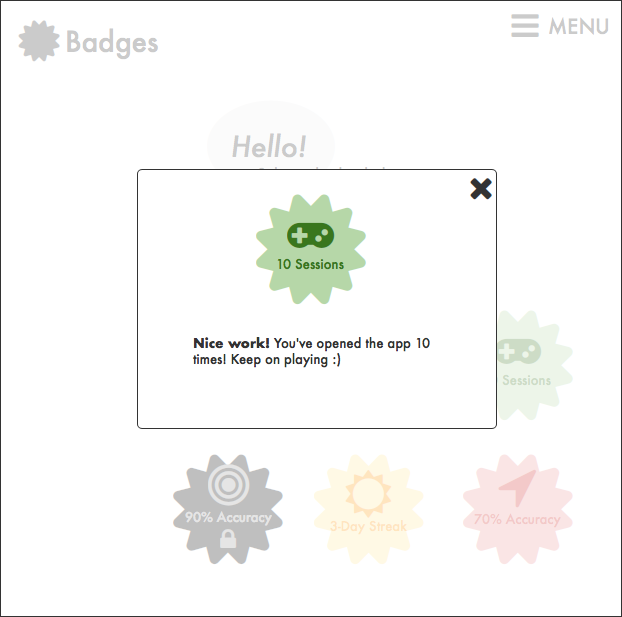 Badges
MENU
Hello!
10 Sessions
Nice work! You've opened the app 10
times! Keep on playing :)
Sessions
90% Accuracy
3-Day Streak
70% Accuracy